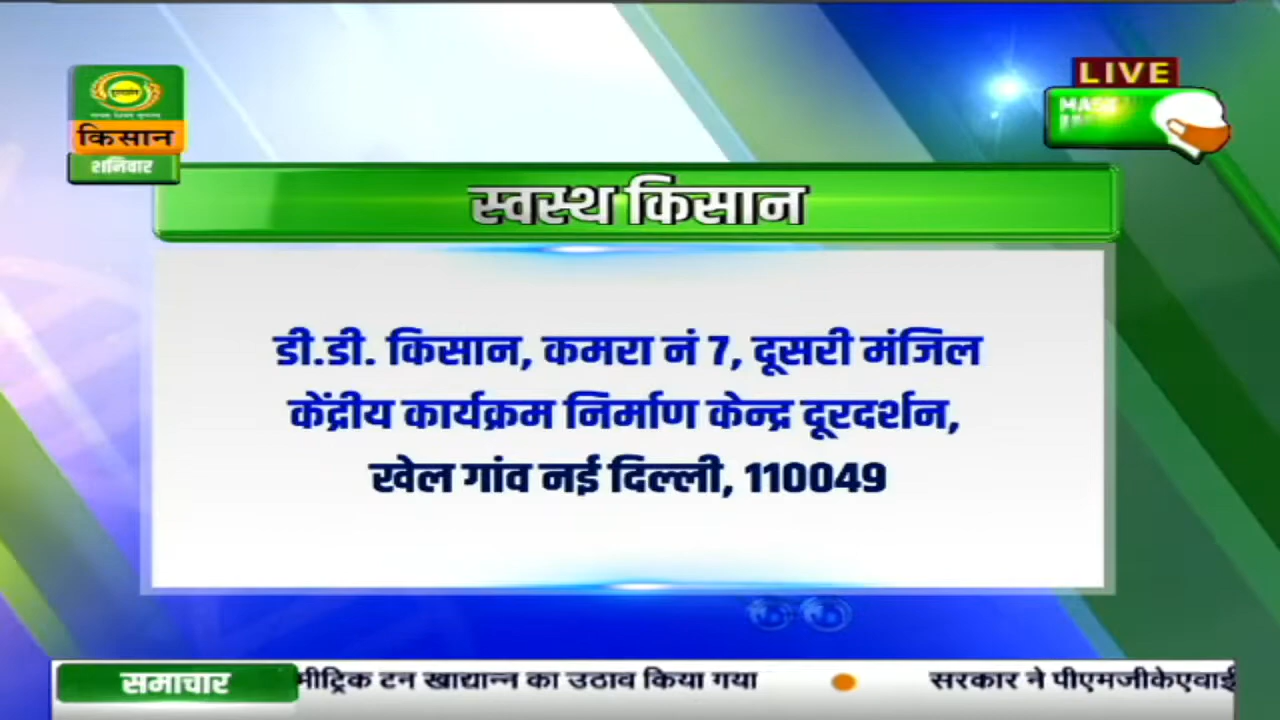 LIVE
MASK
किसान
शनिवार
स्वस्थ किसान
डी.डी. किसान, कमरा नं 7, दूसरी मंजिल
केंद्रीय कार्यक्रम निर्माण केन्द्र दूरदर्शन,
खेल गांव नई दिल्ली, 110049
समाचार
मीट्रिक टन खाद्यान्न का उठाव किया गया
सरकार ने पीएमजीकेएवाई